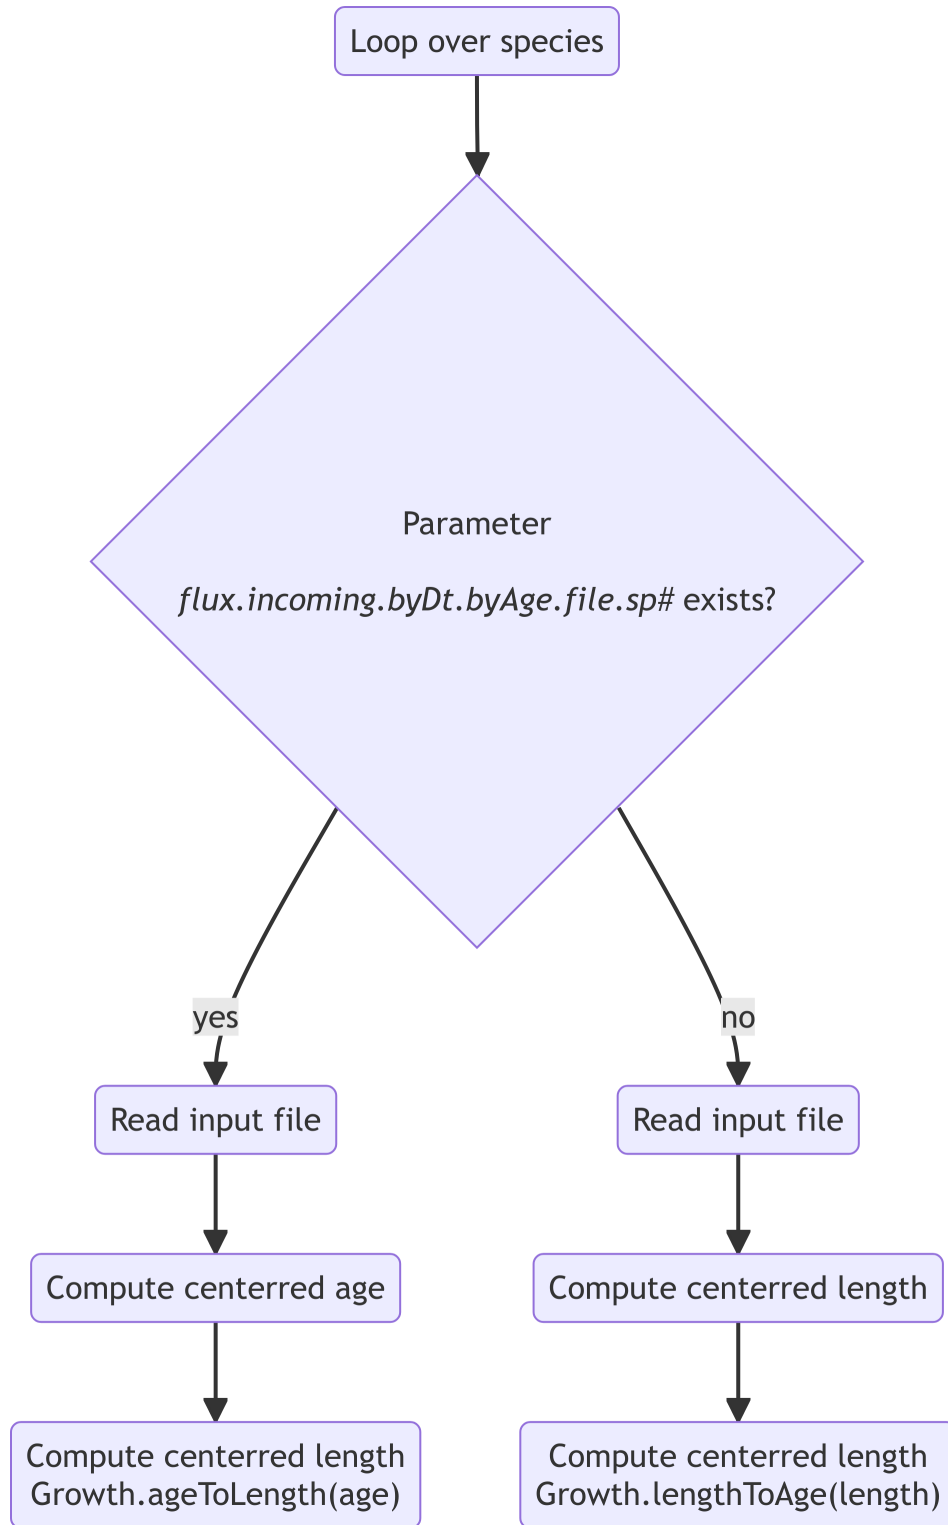 Loop over species
Parameter
flux.incoming.byDt.byAge.file.sp# exists?
yes
no
Read input file
Read input file
Compute centerred age
Compute centerred length
Compute centerred length
Growth.ageToLength(age)
Compute centerred length
Growth.lengthToAge(length)